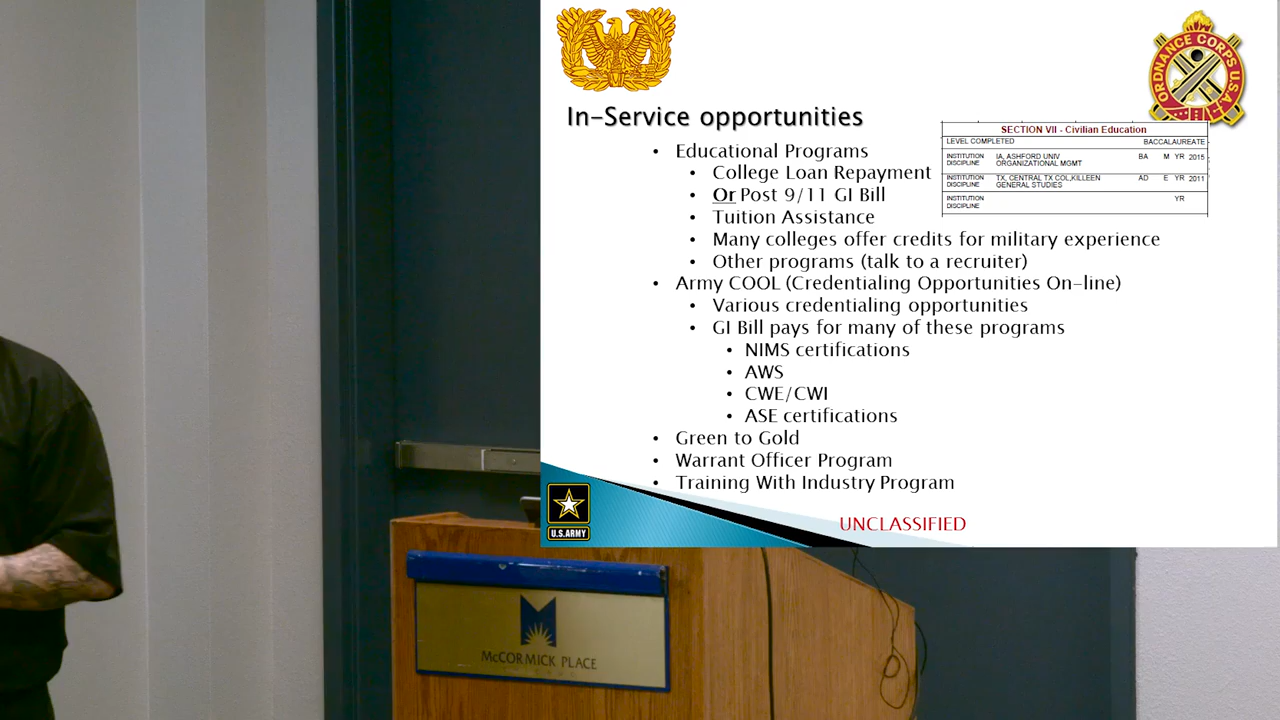 ORDNANCE CORPS U.S.A.
In-Service opportunities
SECTION VII - Civilian Education
LEVEL COMPLETED BACCALAUREATE
INSTITUTION IA, ASHFORD UNIV BA M YR 2015
DISCIPLINE ORGANIZATIONAL MGMT
INSTITUTION TX, CENTRAL TX COL,KILLEEN AD E YR 2011
DISCIPLINE GENERAL STUDIES
INSTITUTION YR
DISCIPLINE
• Educational Programs
• College Loan Repayment
• Or Post 9/11 GI Bill
• Tuition Assistance
• Many colleges offer credits for military experience
• Other programs (talk to a recruiter)
• Army COOL (Credentialing Opportunities On-line)
• Various credentialing opportunities
• GI Bill pays for many of these programs
• NIMS certifications
• AWS
• CWE/CWI
• ASE certifications
• Green to Gold
• Warrant Officer Program
• Training With Industry Program
UNCLASSIFIED
U.S.ARMY
McCORMICK PLACE